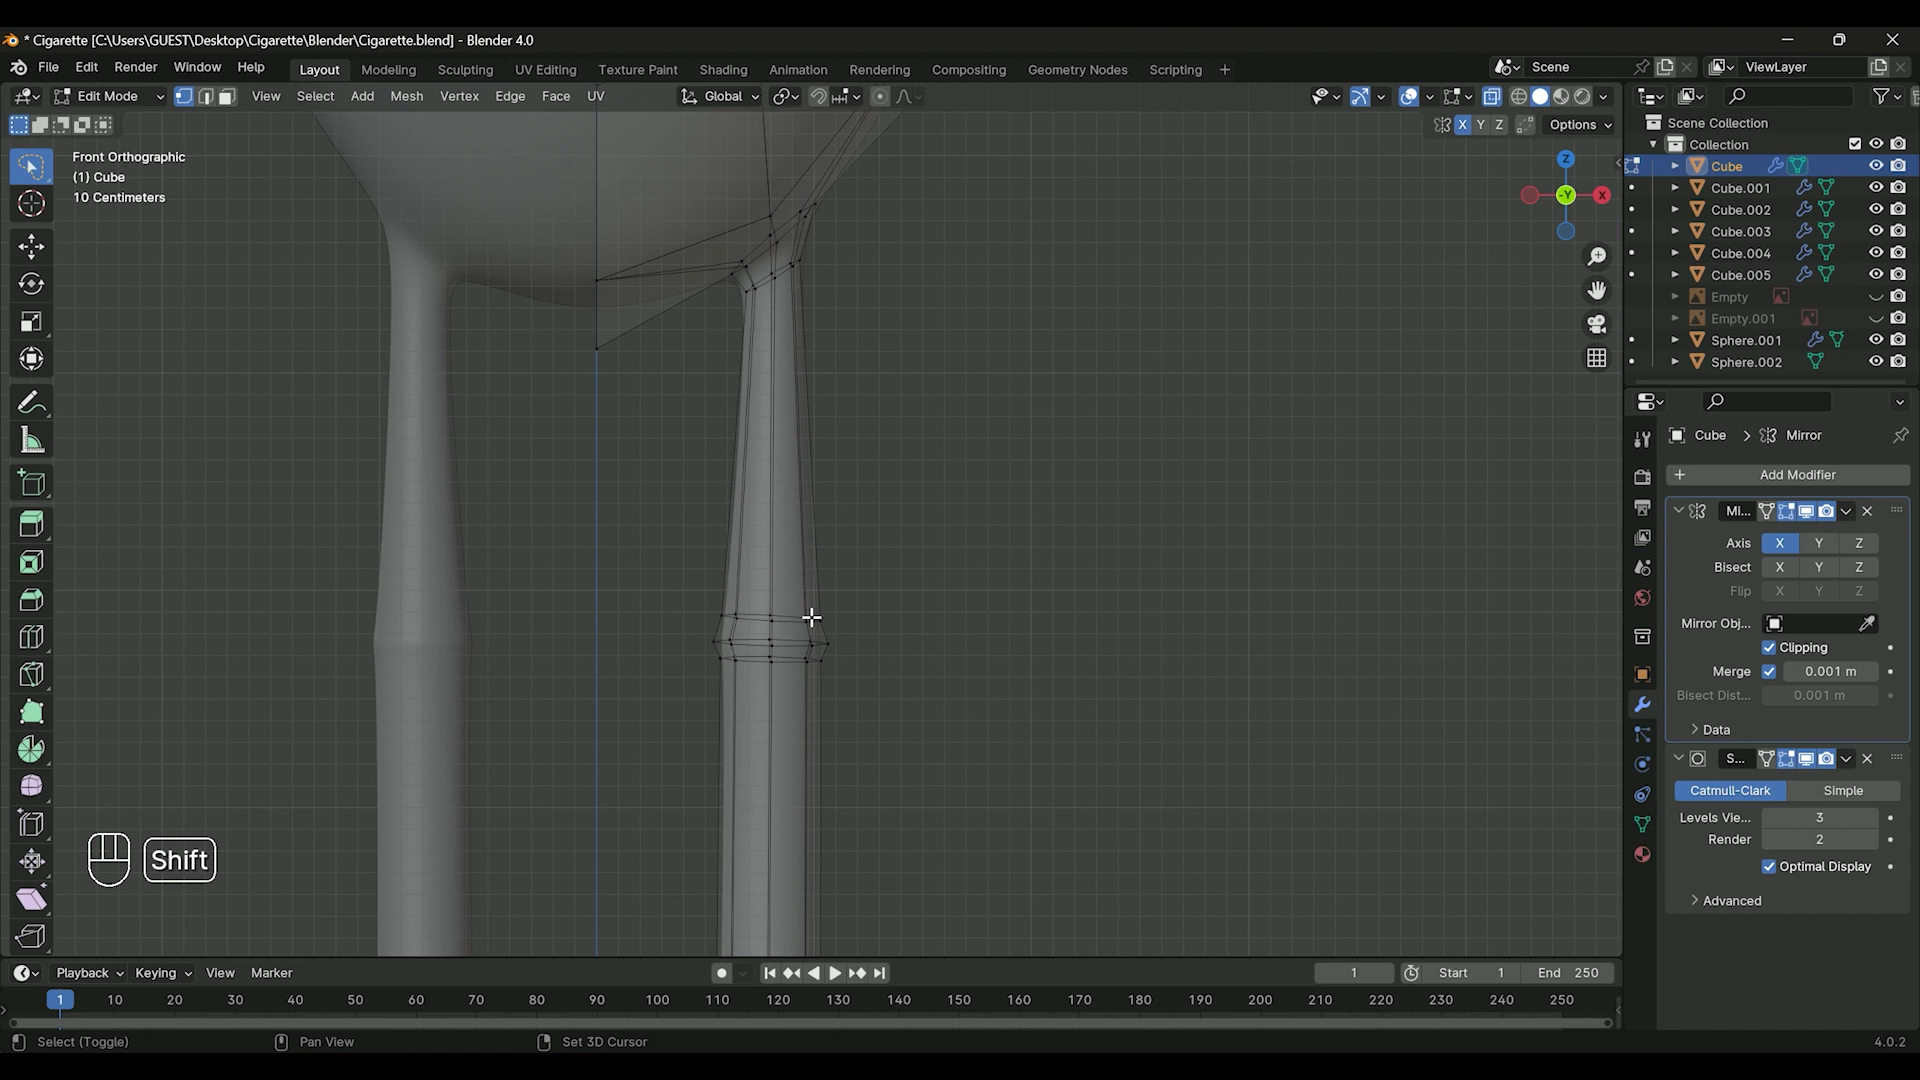 * Cigarette [C:\Users\GUEST\Desktop\Cigarette\Blender\Cigarette.blend] - Blender 4.0
File Edit Render Window Help Layout Modeling Sculpting UV Editing Texture Paint Shading Animation Rendering Compositing Geometry Nodes Scripting + Scene ViewLayer
Edit Mode View Select Add Mesh Vertex Edge Face UV Global
X Y Z Options
Front Orthographic
(1) Cube
10 Centimeters
Z
-Y
X
Scene Collection
Collection
Cube
Cube.001
Cube.002
Cube.003
Cube.004
Cube.005
Empty
Empty.001
Sphere.001
Sphere.002
Cube > Mirror
+ Add Modifier
Mi...
Axis X Y Z
Bisect X Y Z
Flip X Y Z
Mirror Obj...
Clipping
Merge 0.001 m
Bisect Dist... 0.001 m
Data
S...
Catmull-Clark Simple
Levels Vie... 3
Render 2
Optimal Display
Advanced
Shift
Playback Keying View Marker 1 Start 1 End 250
1 10 20 30 40 50 60 70 80 90 100 110 120 130 140 150 160 170 180 190 200 210 220 230 240 250
Select (Toggle) Pan View Set 3D Cursor 4.0.2